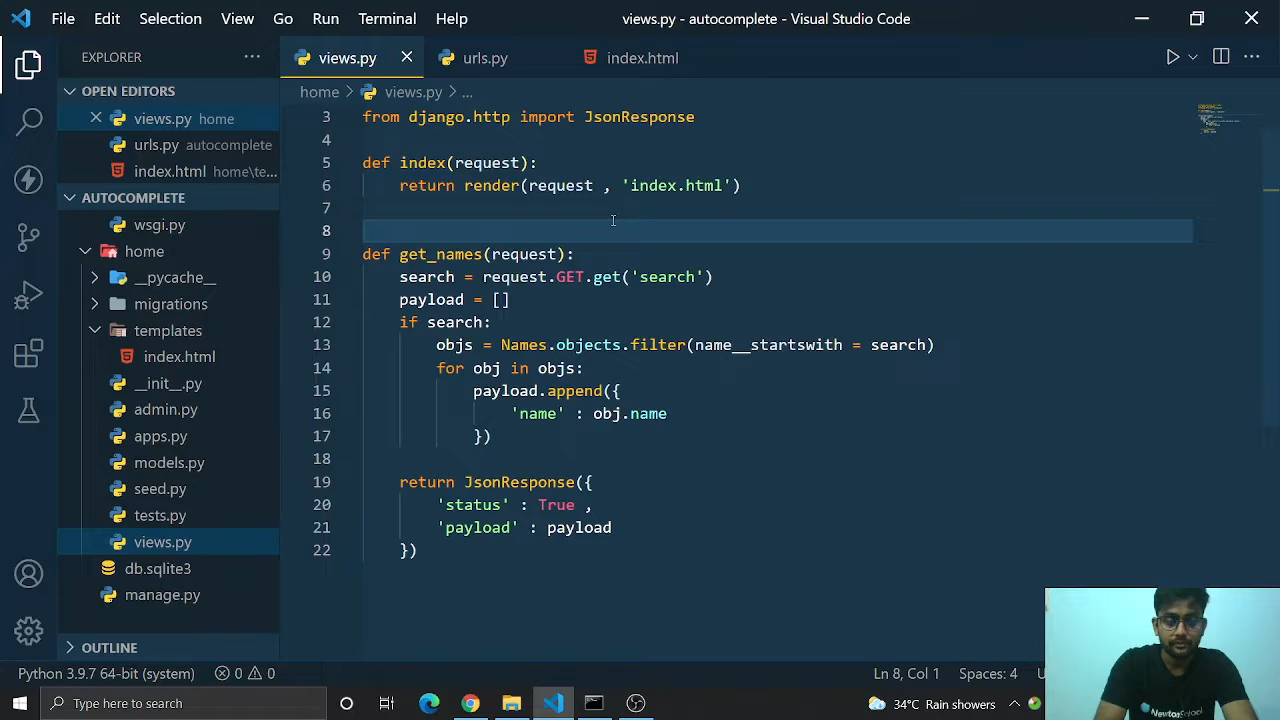 File Edit Selection View Go Run Terminal Help
views.py - autocomplete - Visual Studio Code
EXPLORER
OPEN EDITORS
views.py home
urls.py autocomplete
index.html home\te...
AUTOCOMPLETE
wsgi.py
home
__pycache__
migrations
templates
index.html
__init__.py
admin.py
apps.py
models.py
seed.py
tests.py
views.py
db.sqlite3
manage.py
OUTLINE
views.py
urls.py
index.html
home > views.py > ...
3 from django.http import JsonResponse
4
5 def index(request):
6 return render(request , 'index.html')
7
8
9 def get_names(request):
10 search = request.GET.get('search')
11 payload = []
12 if search:
13 objs = Names.objects.filter(name__startswith = search)
14 for obj in objs:
15 payload.append({
16 'name' : obj.name
17 })
18
19 return JsonResponse({
20 'status' : True ,
21 'payload' : payload
22 })
Python 3.9.7 64-bit (system) 0 0
Ln 8, Col 1 Spaces: 4 U
Type here to search
34°C Rain showers